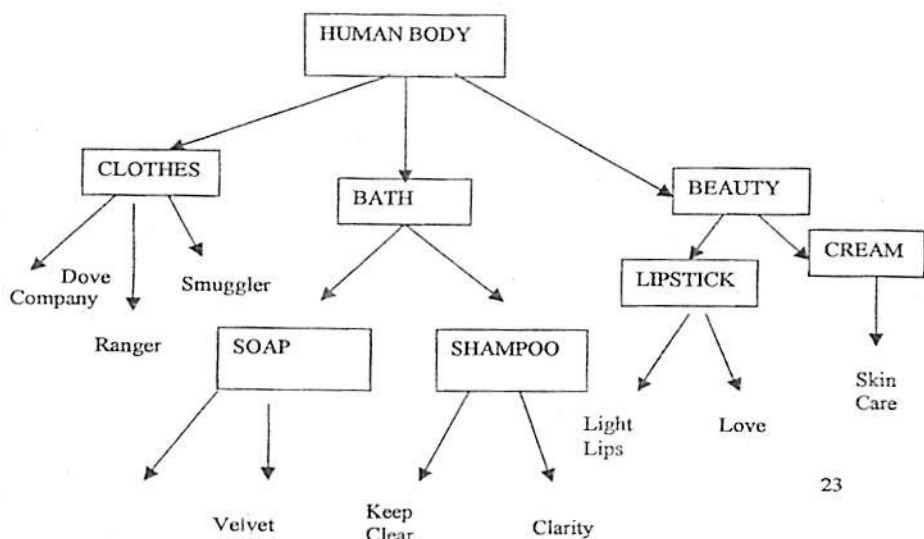 HUMAN BODY
CLOTHES
BATH
BEAUTY
CREAM
LIPSTICK
Dove
Company
Smuggler
Ranger
SOAP
SHAMPOO
Skin
Care
Light
Lips
Love
23
Velvet
Keep
Clear
Clarity